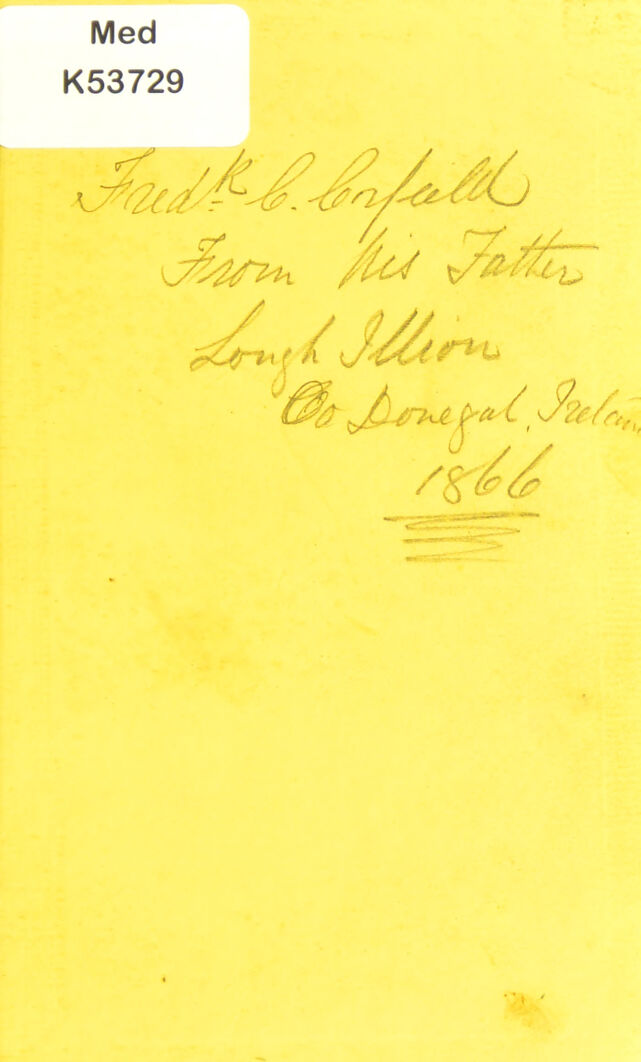 Med
K53729
Fredk. C. Corfield
From his Father
Lough Illion
Co Donegal, Ireland
1866